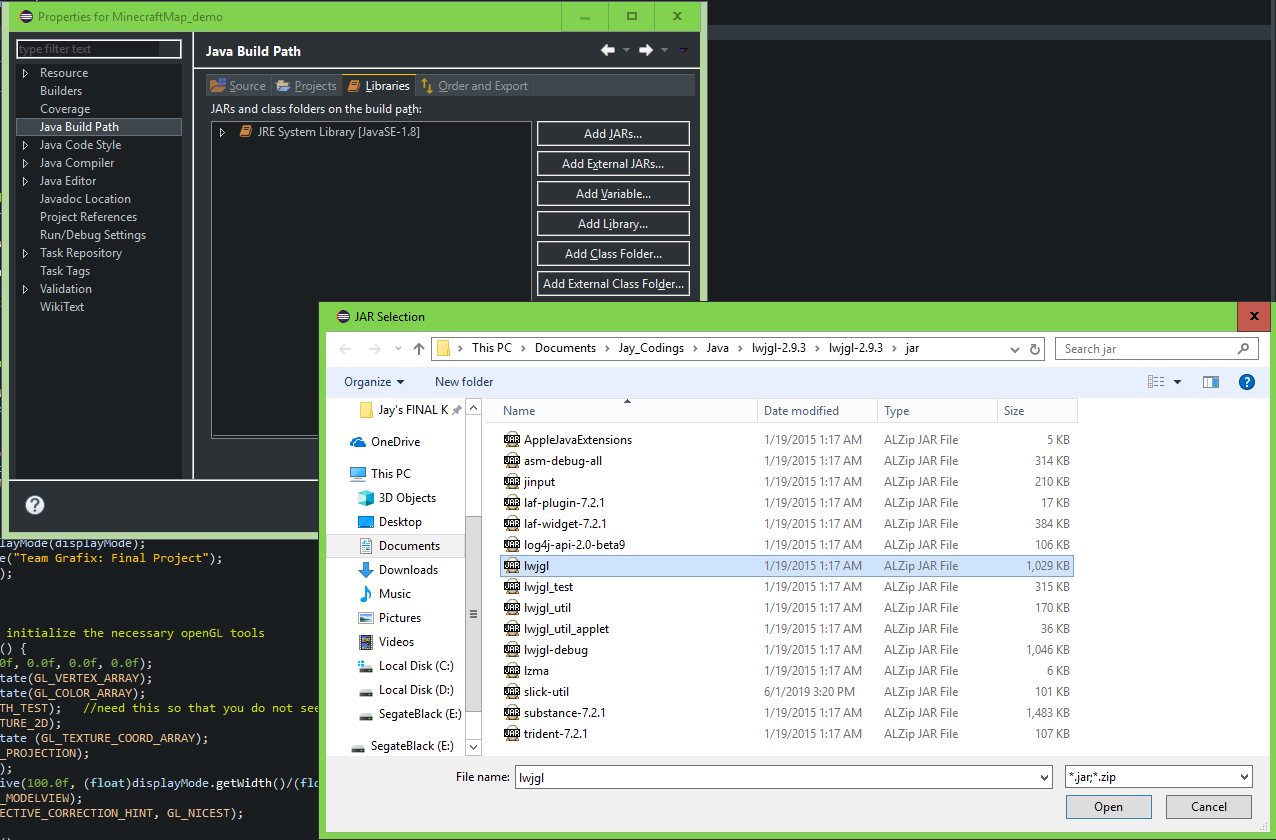 Properties for MinecraftMap_demo
type filter text
Resource
Builders
Coverage
Java Build Path
Java Code Style
Java Compiler
Java Editor
Javadoc Location
Project References
Run/Debug Settings
Task Repository
Task Tags
Validation
WikiText
Java Build Path
Source Projects Libraries Order and Export
JARs and class folders on the build path:
JRE System Library [JavaSE-1.8]
Add JARs...
Add External JARs...
Add Variable...
Add Library...
Add Class Folder...
Add External Class Folder...
layMode(displayMode);
e("Team Grafix: Final Project");
);
initialize the necessary openGL tools
() {
0f, 0.0f, 0.0f, 0.0f);
tate(GL_VERTEX_ARRAY);
tate(GL_COLOR_ARRAY);
TH_TEST); //need this so that you do not see
TURE_2D);
tate (GL_TEXTURE_COORD_ARRAY);
_PROJECTION);
);
ive(100.0f, (float)displayMode.getWidth()/(flo
_MODELVIEW);
ECTIVE_CORRECTION_HINT, GL_NICEST);
JAR Selection
This PC > Documents > Jay_Codings > Java > lwjgl-2.9.3 > lwjgl-2.9.3 > jar
Search jar
Organize New folder
Jay's FINAL K
OneDrive
This PC
3D Objects
Desktop
Documents
Downloads
Music
Pictures
Videos
Local Disk (C:)
Local Disk (D:)
SegateBlack (E:)
SegateBlack (E:)
Name Date modified Type Size
AppleJavaExtensions 1/19/2015 1:17 AM ALZip JAR File 5 KB
asm-debug-all 1/19/2015 1:17 AM ALZip JAR File 314 KB
jinput 1/19/2015 1:17 AM ALZip JAR File 210 KB
laf-plugin-7.2.1 1/19/2015 1:17 AM ALZip JAR File 17 KB
laf-widget-7.2.1 1/19/2015 1:17 AM ALZip JAR File 384 KB
log4j-api-2.0-beta9 1/19/2015 1:17 AM ALZip JAR File 106 KB
lwjgl 1/19/2015 1:17 AM ALZip JAR File 1,029 KB
lwjgl_test 1/19/2015 1:17 AM ALZip JAR File 315 KB
lwjgl_util 1/19/2015 1:17 AM ALZip JAR File 170 KB
lwjgl_util_applet 1/19/2015 1:17 AM ALZip JAR File 36 KB
lwjgl-debug 1/19/2015 1:17 AM ALZip JAR File 1,046 KB
lzma 1/19/2015 1:17 AM ALZip JAR File 6 KB
slick-util 6/1/2019 3:20 PM ALZip JAR File 101 KB
substance-7.2.1 1/19/2015 1:17 AM ALZip JAR File 1,483 KB
trident-7.2.1 1/19/2015 1:17 AM ALZip JAR File 107 KB
File name: lwjgl
*.jar;*.zip
Open Cancel